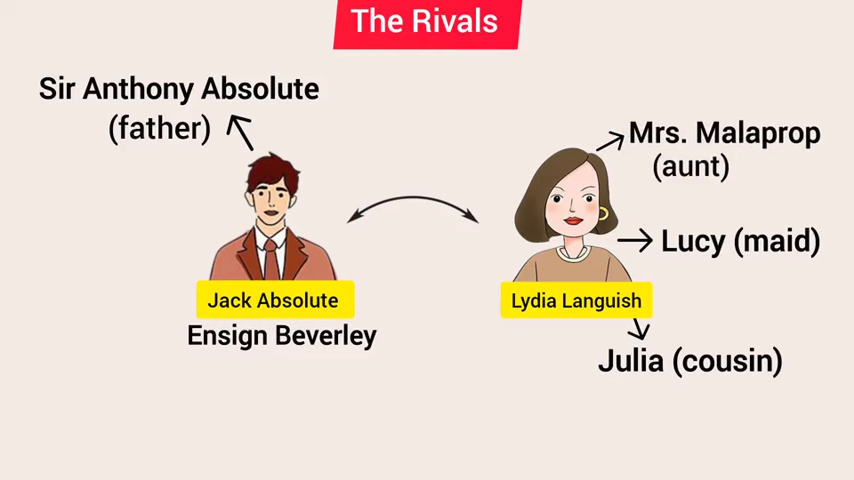 The Rivals
Sir Anthony Absolute
(father)
Mrs. Malaprop
(aunt)
Lucy (maid)
Jack Absolute
Ensign Beverley
Lydia Languish
Julia (cousin)